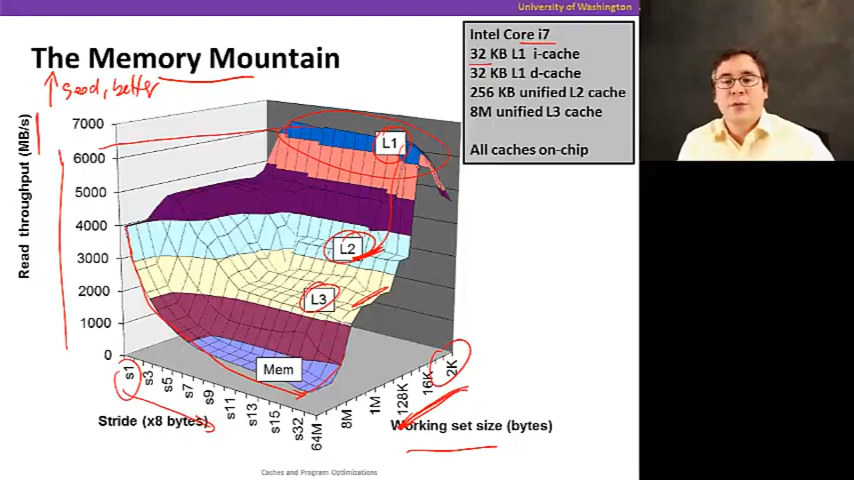 University of Washington
The Memory Mountain
good, better
Intel Core i7
32 KB L1 i-cache
32 KB L1 d-cache
256 KB unified L2 cache
8M unified L3 cache
All caches on-chip
Read throughput (MB/s)
7000
6000
5000
4000
3000
2000
1000
0
L1
L2
L3
Mem
s1
s3
s5
s7
s9
s11
s13
s15
s32
Stride (x8 bytes)
64M
8M
1M
128K
16K
2K
Working set size (bytes)
Caches and Program Optimizations